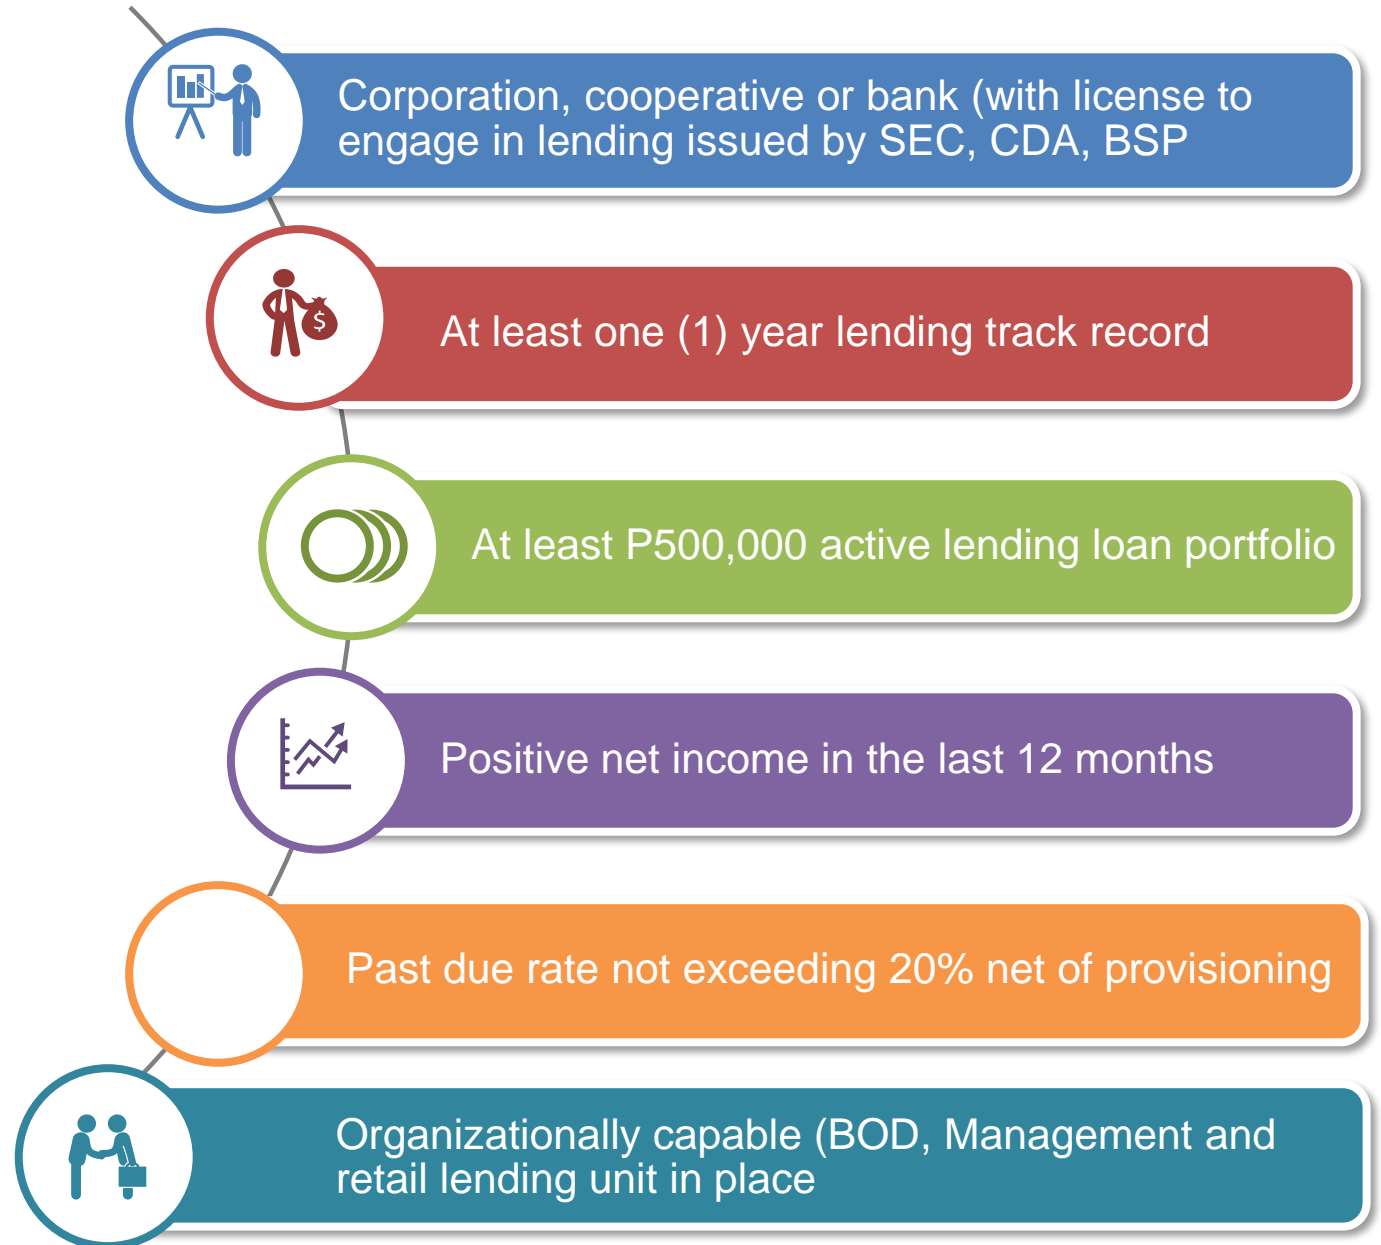 Corporation, cooperative or bank (with license to
engage in lending issued by SEC, CDA, BSP
$
At least one (1) year lending track record
At least P500,000 active lending loan portfolio
Positive net income in the last 12 months
Past due rate not exceeding 20% net of provisioning
Organizationally capable (BOD, Management and
retail lending unit in place